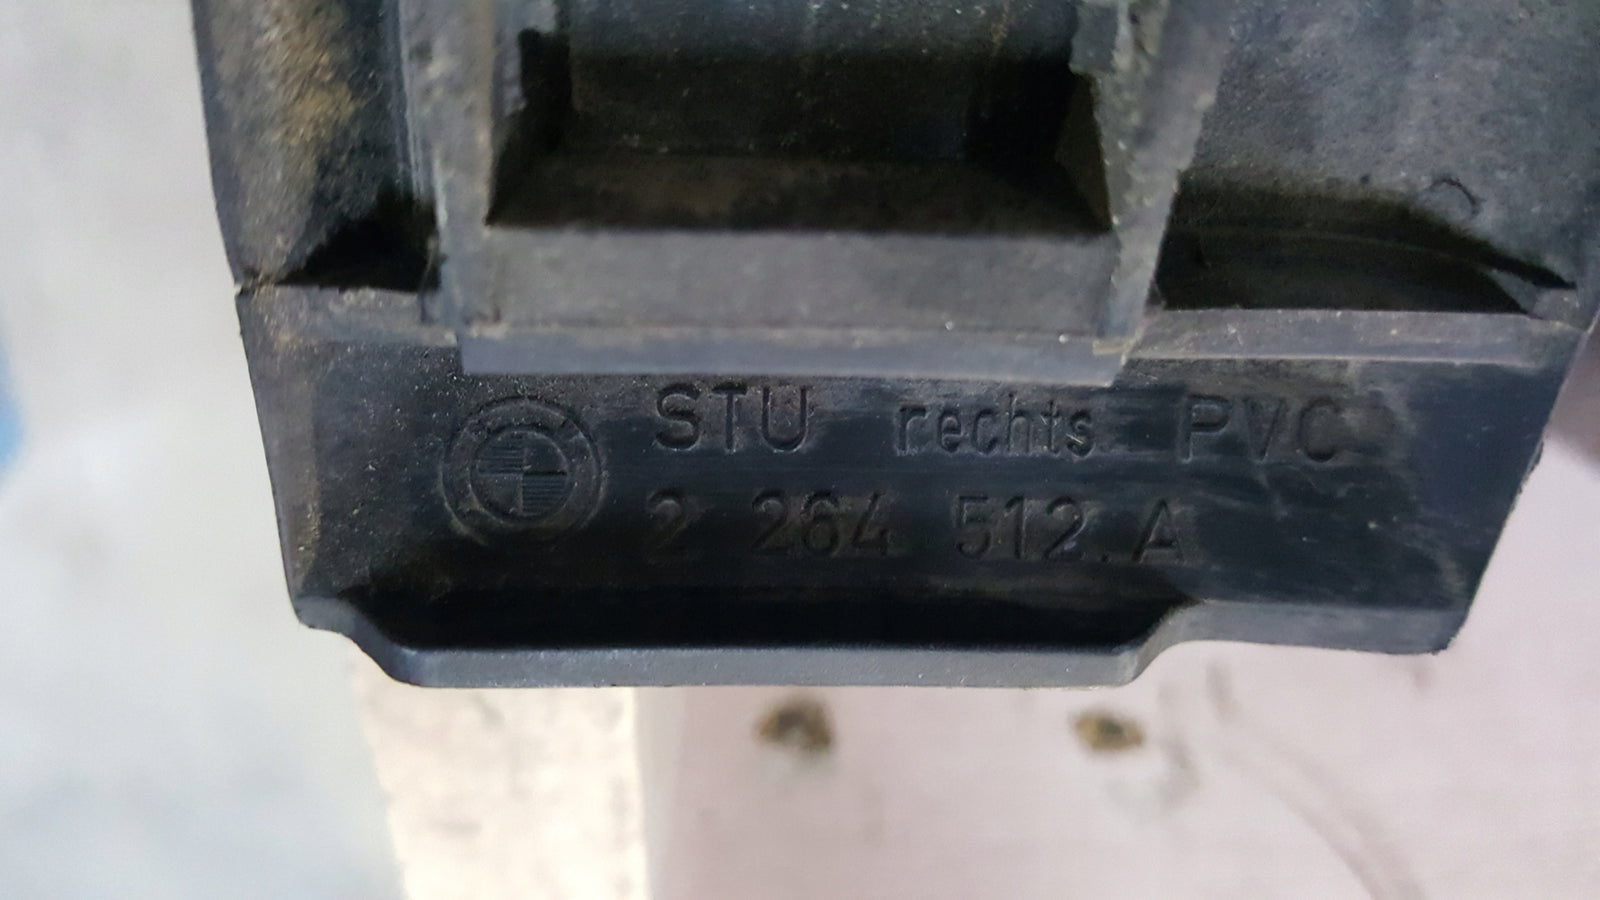 STU rechts PVC
2 264 512.A